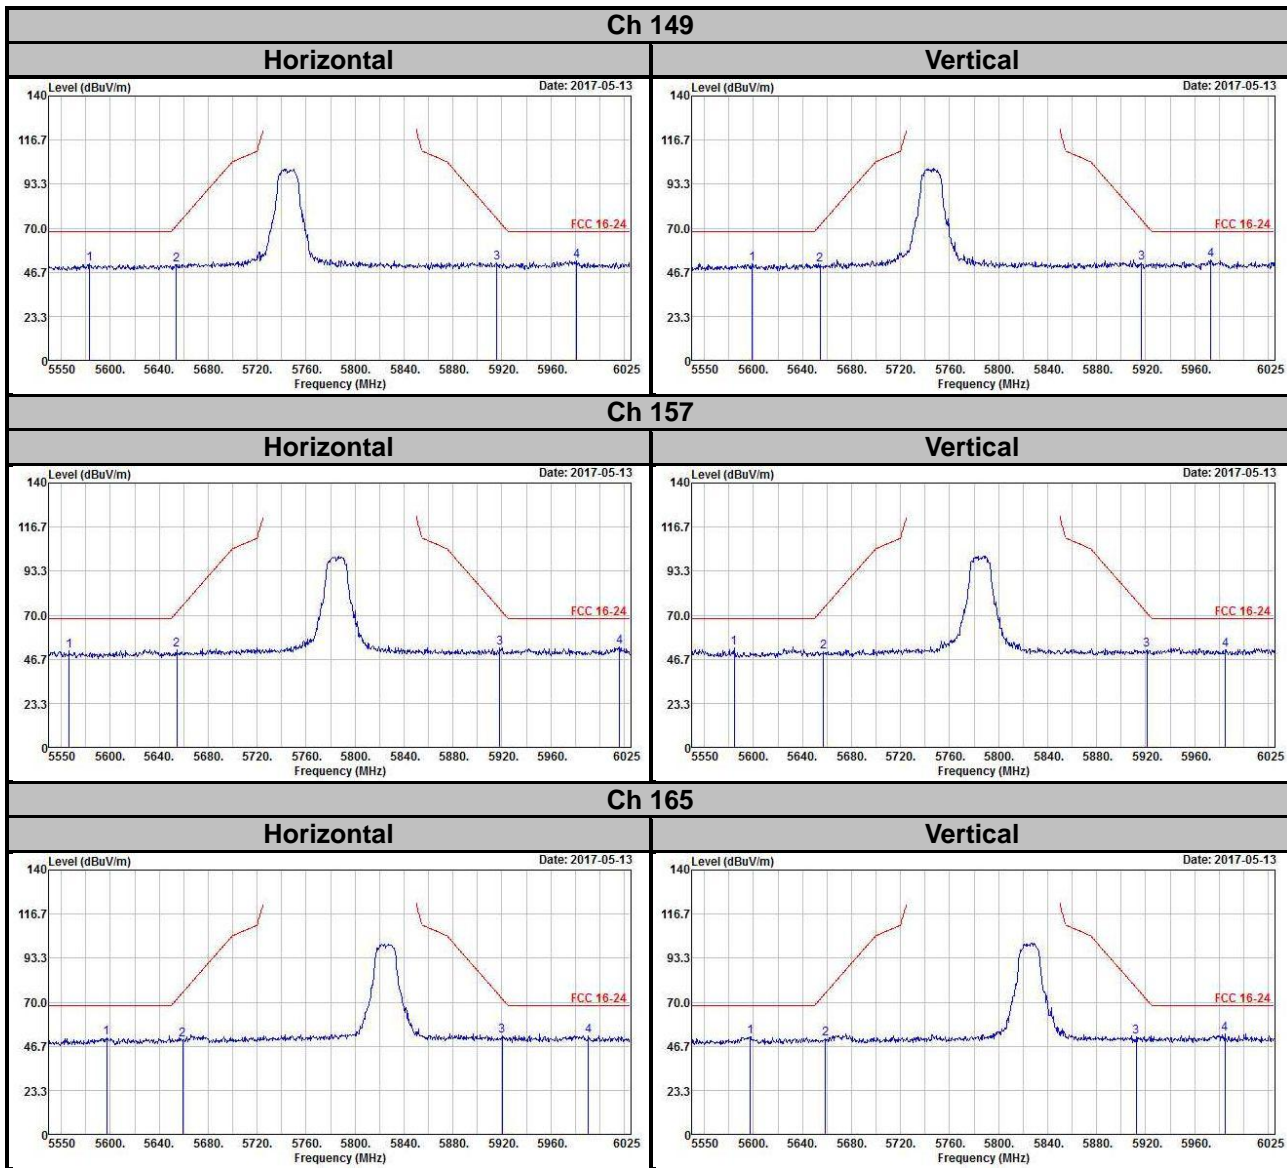 Ch 149
Horizontal Vertical
Level (dBuV/m) Date: 2017-05-13
140
116.7
93.3
70.0 FCC 16-24
1 2 3 4
46.7
23.3
0
5550 5600. 5640. 5680. 5720. 5760. 5800. 5840. 5880. 5920. 5960. 6025
Frequency (MHz)
Level (dBuV/m) Date: 2017-05-13
140
116.7
93.3
70.0 FCC 16-24
1 2 3 4
46.7
23.3
0
5550 5600. 5640. 5680. 5720. 5760. 5800. 5840. 5880. 5920. 5960. 6025
Frequency (MHz)
Ch 157
Horizontal Vertical
Level (dBuV/m) Date: 2017-05-13
140
116.7
93.3
70.0 FCC 16-24
1 2 3 4
46.7
23.3
0
5550 5600. 5640. 5680. 5720. 5760. 5800. 5840. 5880. 5920. 5960. 6025
Frequency (MHz)
Level (dBuV/m) Date: 2017-05-13
140
116.7
93.3
70.0 FCC 16-24
1 2 3 4
46.7
23.3
0
5550 5600. 5640. 5680. 5720. 5760. 5800. 5840. 5880. 5920. 5960. 6025
Frequency (MHz)
Ch 165
Horizontal Vertical
Level (dBuV/m) Date: 2017-05-13
140
116.7
93.3
70.0 FCC 16-24
1 2 3 4
46.7
23.3
0
5550 5600. 5640. 5680. 5720. 5760. 5800. 5840. 5880. 5920. 5960. 6025
Frequency (MHz)
Level (dBuV/m) Date: 2017-05-13
140
116.7
93.3
70.0 FCC 16-24
1 2 3 4
46.7
23.3
0
5550 5600. 5640. 5680. 5720. 5760. 5800. 5840. 5880. 5920. 5960. 6025
Frequency (MHz)